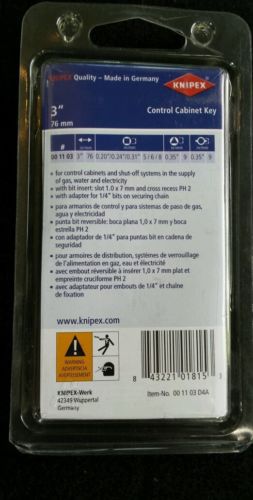 KNIPEX Quality – Made in Germany
KNIPEX
3"
76 mm
Control Cabinet Key
#
00 11 03 3" 76 0.20"/0.24"/0.31" 5/6/8 0.35" 9 0.35" 9
• for control cabinets and shut-off systems in the supply
of gas, water and electricity
• with bit insert: slot 1.0 x 7 mm and cross recess PH 2
• with adapter for 1/4" bits on securing chain
• para armarios de control y para sistemas de paso de gas,
agua y electricidad
• punta bit reversible: boca plana 1,0 x 7 mm y boca
estrella PH 2
• con adaptador de 1/4" para puntas bit en cadena de
seguridad
• pour armoires de distribution, systèmes de verrouillage
de l'alimentation en gaz, eau et électricité
• avec embout réversible à insérer 1,0 x 7 mm plat et
empreinte cruciforme PH 2
• avec adaptateur pour embouts de 1/4" et chaîne
de fixation
www.knipex.com
WARNING
ADVERTENCIA
AVERTISSEMENT
8 43221 01815 3
KNIPEX-Werk
42349 Wuppertal
Germany
Item-No. 00 11 03 D4A